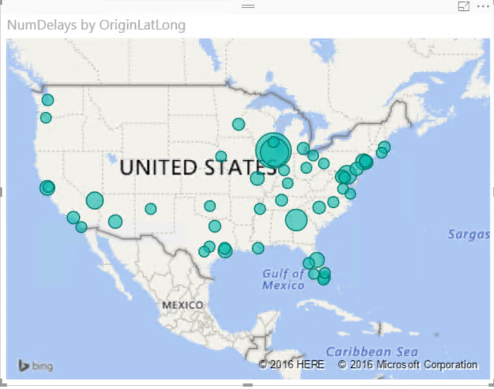 NumDelays by OriginLatLong
UNITED STATES
Sargas
Gulf of
Mexico
MEXICO
bing
© 2016 HERE © 2016 Microsoft Corporation
Caribbean Sea